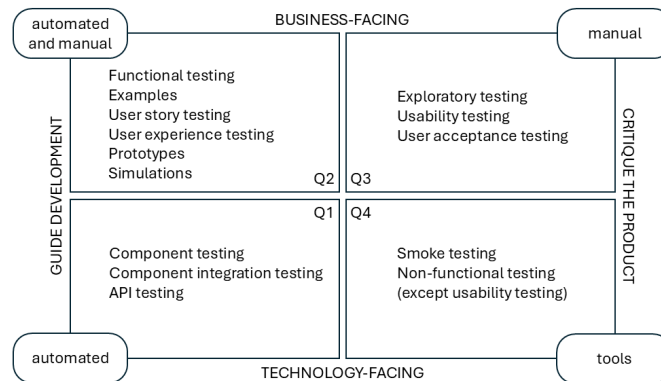 automated
and manual
BUSINESS-FACING
manual
Functional testing
Examples
User story testing
User experience testing
Prototypes
Simulations
Q2
Exploratory testing
Usability testing
User acceptance testing
Q3
GUIDE DEVELOPMENT
CRITIQUE THE PRODUCT
Q1
Component testing
Component integration testing
API testing
Q4
Smoke testing
Non-functional testing
(except usability testing)
automated
TECHNOLOGY-FACING
tools